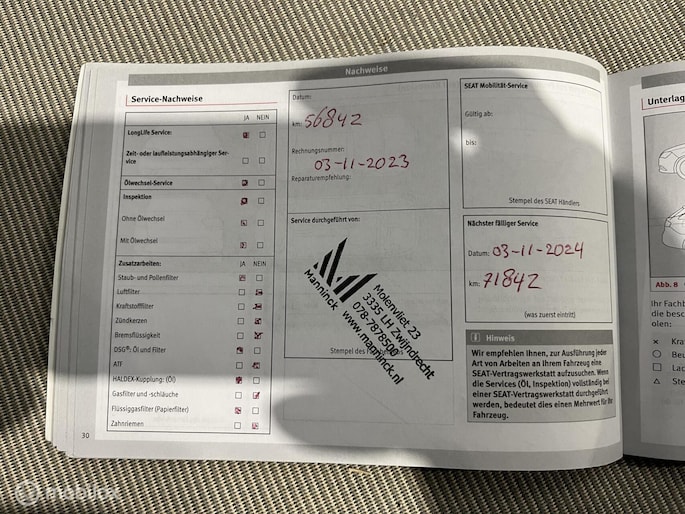 Nachweise
Service-Nachweise
JA NEIN
LongLife Service:
Zeit- oder laufleistungsabhängiger Ser-
vice
Ölwechsel-Service
Inspektion
Ohne Ölwechsel
Mit Ölwechsel
Zusatzarbeiten: JA NEIN
Staub- und Pollenfilter
Luftfilter
Kraftstofffilter
Zündkerzen
Bremsflüssigkeit
DSG®: Öl und Filter
ATF
HALDEX-Kupplung: (Öl)
Gasfilter und -schläuche
Flüssiggasfilter (Papierfilter)
Zahnriemen
30
Datum:
km: 56842
Rechnungsnummer:
03-11-2023
Reparaturempfehlung:
Service durchgeführt von:
Manninck
Molenvliet 23
3335 LH Zwijndrecht
078-7878500
www.manninck.nl
Stempel des
SEAT Mobilität-Service
Gültig ab:
bis:
Stempel des SEAT Händlers
Nächster fälliger Service
Datum: 03-11-2024
km: 71842
(was zuerst eintritt)
i Hinweis
Wir empfehlen Ihnen, zur Ausführung jeder
Art von Arbeiten an Ihrem Fahrzeug eine
SEAT-Vertragswerkstatt aufzusuchen. Wenn
die Services (Öl, Inspektion) vollständig bei
einer SEAT-Vertragswerkstatt durchgeführt
werden, bedeutet dies einen Mehrwert für Ihr
Fahrzeug.
Unterlag
Abb. 8
Ihr Fachb
die besc
olen:
Kra
Beu
Lac
Ste
mobilox